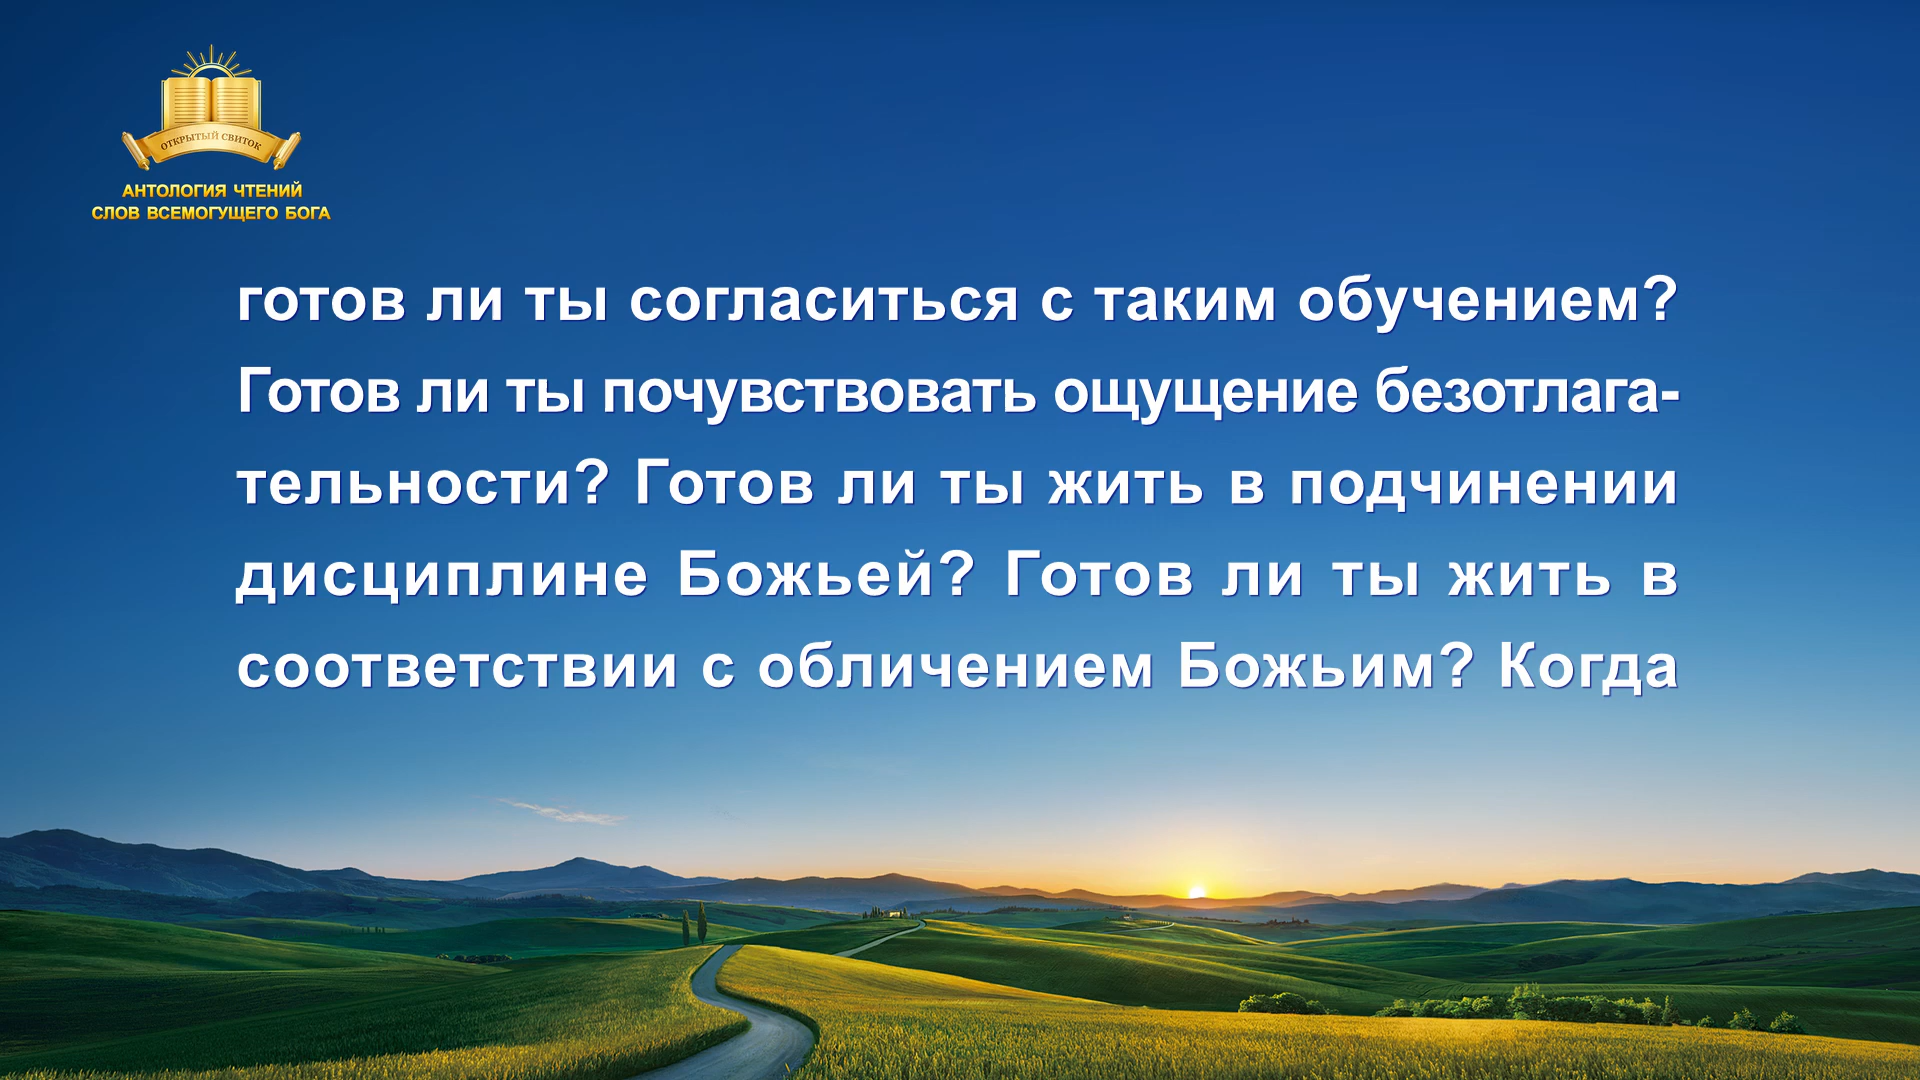 ОТКРЫТЫЙ СВИТОК
АНТОЛОГИЯ ЧТЕНИЙ
СЛОВ ВСЕМОГУЩЕГО БОГА
готов ли ты согласиться с таким обучением?
Готов ли ты почувствовать ощущение безотлага-
тельности? Готов ли ты жить в подчинении
дисциплине Божьей? Готов ли ты жить в
соответствии с обличением Божьим? Когда